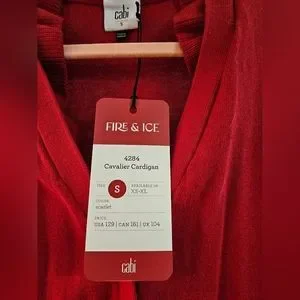 cabi
S
FIRE & ICE
4284
Cavalier Cardigan
SIZE
S
AVAILABLE IN
XS-XL
COLOR
scarlet
PRICE
USA 129 | CAN 161 | UK 104
cabi